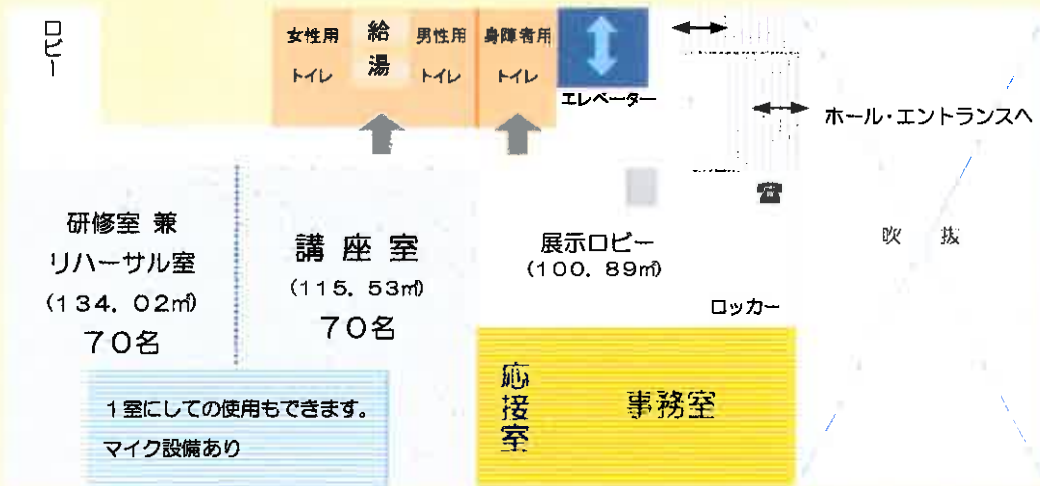 ロビー
女性用
トイレ
給
湯
男性用
トイレ
身障者用
トイレ
エレベーター
ホール・エントランスへ
研修室 兼
リハーサル室
(134．02㎡)
70名
講 座 室
(115．53㎡)
70名
展示ロビー
(100．89㎡)
ロッカー
吹 抜
1室にしての使用もできます。
マイク設備あり
応接室
事務室